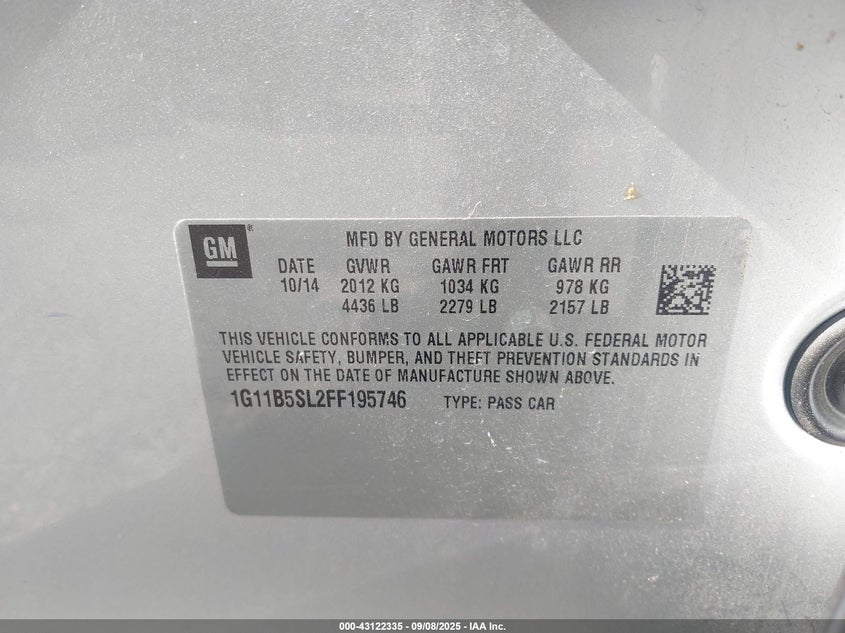 GM®
MFD BY GENERAL MOTORS LLC
DATE GVWR GAWR FRT GAWR RR
10/14 2012 KG 1034 KG 978 KG
4436 LB 2279 LB 2157 LB
THIS VEHICLE CONFORMS TO ALL APPLICABLE U.S. FEDERAL MOTOR
VEHICLE SAFETY, BUMPER, AND THEFT PREVENTION STANDARDS IN
EFFECT ON THE DATE OF MANUFACTURE SHOWN ABOVE.
1G11B5SL2FF195746 TYPE: PASS CAR
000-43122335 - 09/08/2025 - IAA Inc.